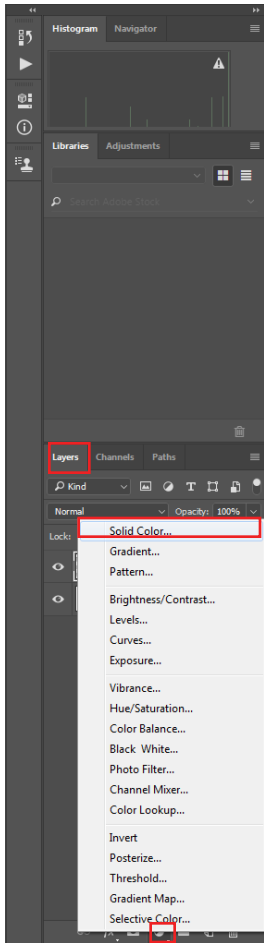 Histogram Navigator
Libraries Adjustments
Search Adobe Stock
Layers Channels Paths
Kind
Normal Opacity: 100%
Lock:
Solid Color...
Gradient...
Pattern...
Brightness/Contrast...
Levels...
Curves...
Exposure...
Vibrance...
Hue/Saturation...
Color Balance...
Black White...
Photo Filter...
Channel Mixer...
Color Lookup...
Invert
Posterize...
Threshold...
Gradient Map...
Selective Color...